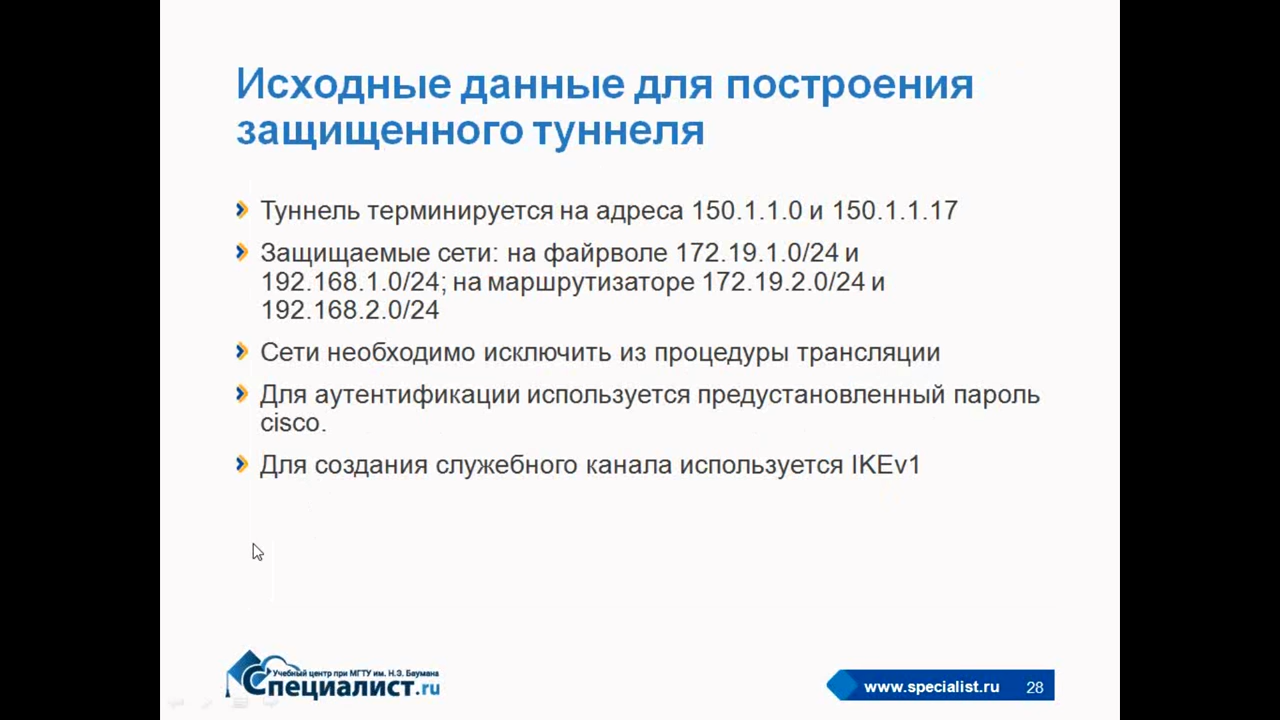 Исходные данные для построения
защищенного туннеля
Туннель терминируется на адреса 150.1.1.0 и 150.1.1.17
Защищаемые сети: на файрволе 172.19.1.0/24 и
192.168.1.0/24; на маршрутизаторе 172.19.2.0/24 и
192.168.2.0/24
Сети необходимо исключить из процедуры трансляции
Для аутентификации используется предустановленный пароль
cisco.
Для создания служебного канала используется IKEv1
Учебный центр при МГТУ им. Н.Э. Баумана
Специалист.ru
www.specialist.ru 28